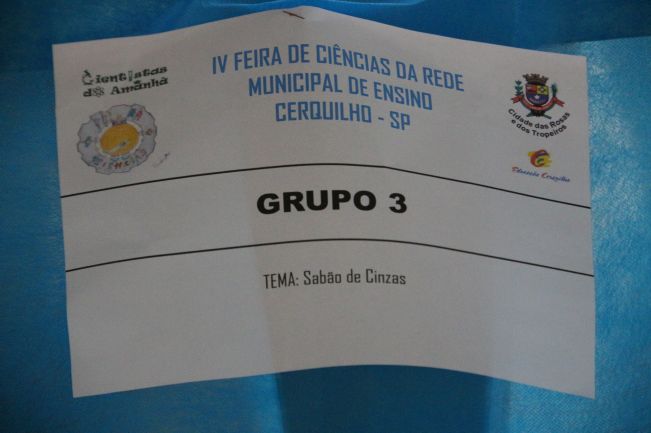 Cientistas
do Amanhã
IV FEIRA DE CIÊNCIAS DA REDE
MUNICIPAL DE ENSINO
CERQUILHO - SP
Cidade das Rosas
e dos Tropeiros
Educação Cerquilho
GRUPO 3
TEMA: Sabão de Cinzas